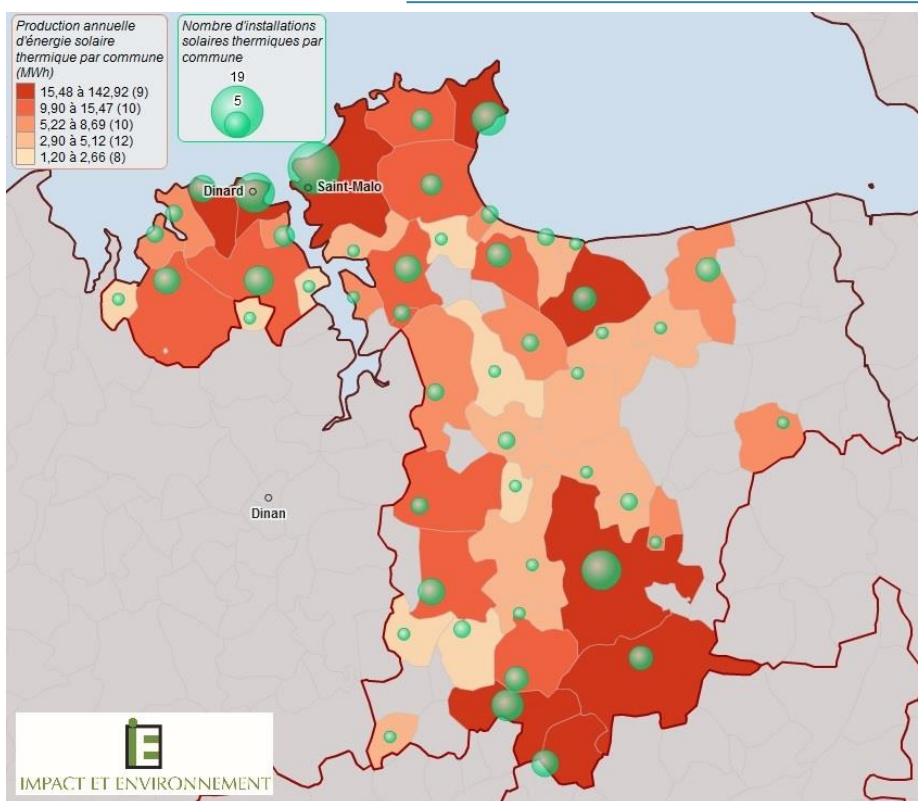 Production annuelle
d'énergie solaire
thermique par commune
(MWh)
15,48 à 142,92 (9)
9,90 à 15,47 (10)
5,22 à 8,69 (10)
2,90 à 5,12 (12)
1,20 à 2,66 (8)
Nombre d'installations
solaires thermiques par
commune
19
5
Dinard
Saint-Malo
Dinan
IE
IMPACT ET ENVIRONNEMENT